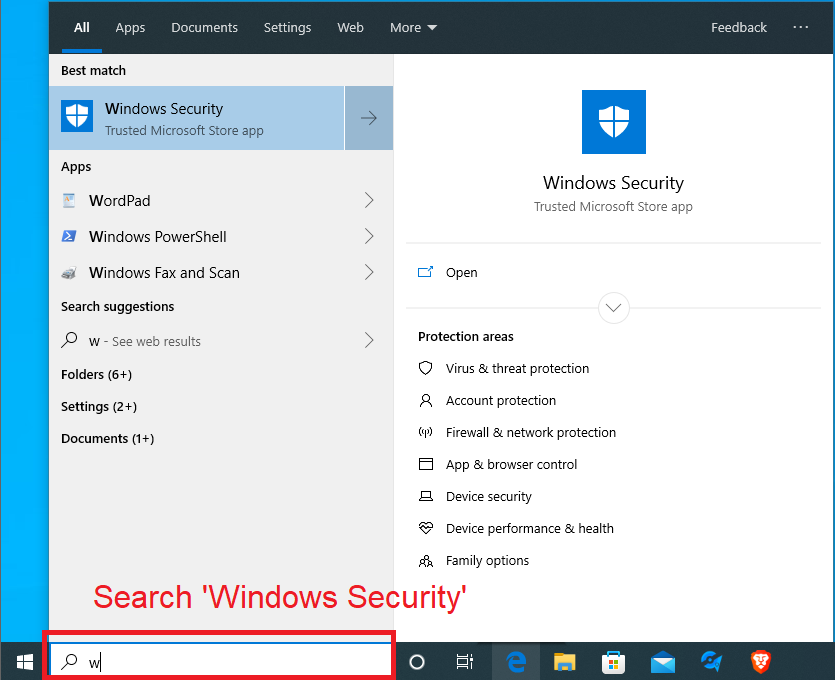 All Apps Documents Settings Web More Feedback ...
Best match
Windows Security
Trusted Microsoft Store app
Apps
WordPad
Windows PowerShell
Windows Fax and Scan
Search suggestions
w - See web results
Folders (6+)
Settings (2+)
Documents (1+)
Windows Security
Trusted Microsoft Store app
Open
Protection areas
Virus & threat protection
Account protection
Firewall & network protection
App & browser control
Device security
Device performance & health
Family options
Search 'Windows Security'
w